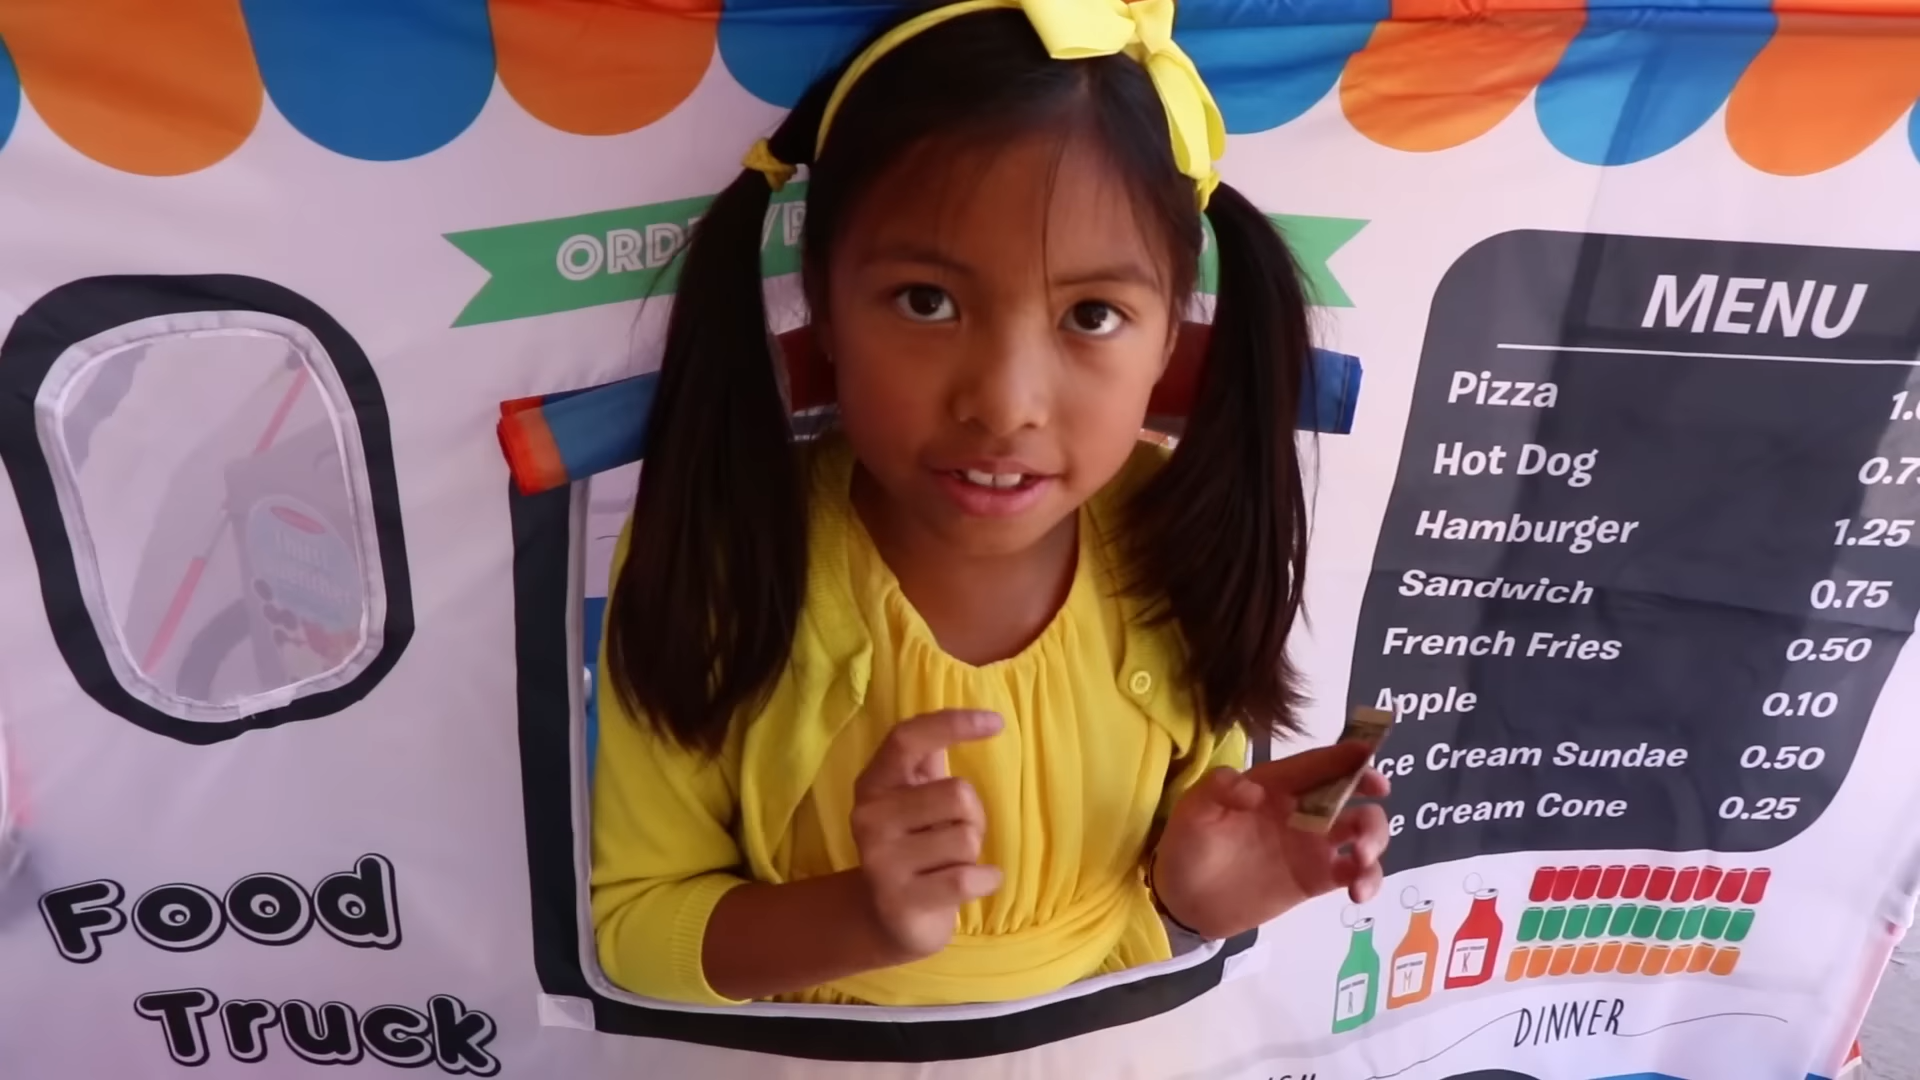 MENU
Pizza
Hot Dog
Hamburger 1.25
Sandwich 0.75
French Fries 0.50
Apple 0.10
Ice Cream Sundae 0.50
Cream Cone 0.25
Food
Truck
R M K
DINNER